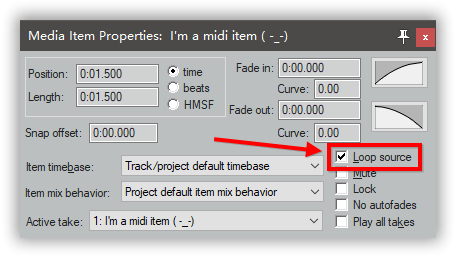 Media Item Properties:  I'm a midi item ( -_-)
Position: 0:01.500
Length: 0:01.500
time
beats
HMSF
Fade in: 0:00.000
Curve: 0.00
Fade out: 0:00.000
Curve: 0.00
Snap offset: 0:00.000
Item timebase: Track/project default timebase
Item mix behavior: Project default item mix behavior
Active take: 1: I'm a midi item ( -_-)
Loop source
Mute
Lock
No autofades
Play all takes